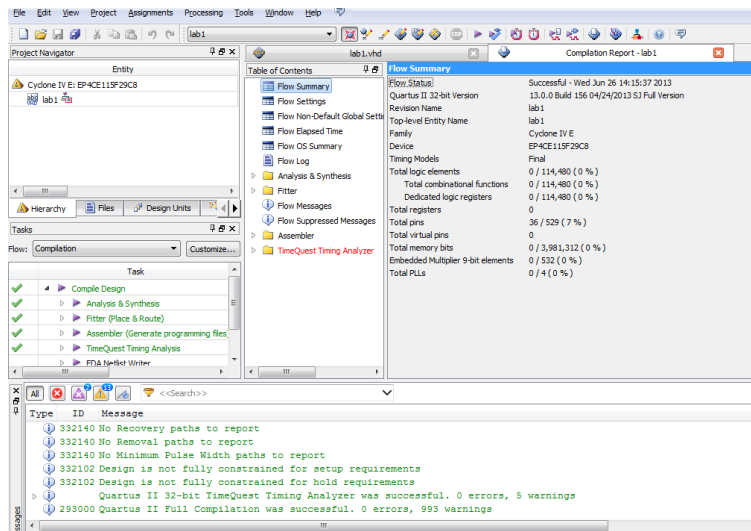 File Edit View Project Assignments Processing Tools Window Help
lab1
Project Navigator
Entity
Cyclone IV E: EP4CE115F29C8
lab1
Hierarchy Files Design Units
Tasks
Flow: Compilation Customize...
Task
Compile Design
Analysis & Synthesis
Fitter (Place & Route)
Assembler (Generate programming files)
TimeQuest Timing Analysis
EDA Netlist Writer
lab1.vhd
Compilation Report - lab1
Table of Contents
Flow Summary
Flow Settings
Flow Non-Default Global Setti
Flow Elapsed Time
Flow OS Summary
Flow Log
Analysis & Synthesis
Fitter
Flow Messages
Flow Suppressed Messages
Assembler
TimeQuest Timing Analyzer
Flow Summary
Flow Status Successful - Wed Jun 26 14:15:37 2013
Quartus II 32-bit Version 13.0.0 Build 156 04/24/2013 SJ Full Version
Revision Name lab1
Top-level Entity Name lab1
Family Cyclone IV E
Device EP4CE115F29C8
Timing Models Final
Total logic elements 0 / 114,480 ( 0 % )
Total combinational functions 0 / 114,480 ( 0 % )
Dedicated logic registers 0 / 114,480 ( 0 % )
Total registers 0
Total pins 36 / 529 ( 7 % )
Total virtual pins 0
Total memory bits 0 / 3,981,312 ( 0 % )
Embedded Multiplier 9-bit elements 0 / 532 ( 0 % )
Total PLLs 0 / 4 ( 0 % )
All 2 13 <<Search>>
Type ID Message
332140 No Recovery paths to report
332140 No Removal paths to report
332140 No Minimum Pulse Width paths to report
332102 Design is not fully constrained for setup requirements
332102 Design is not fully constrained for hold requirements
Quartus II 32-bit TimeQuest Timing Analyzer was successful. 0 errors, 5 warnings
293000 Quartus II Full Compilation was successful. 0 errors, 993 warnings
ssages